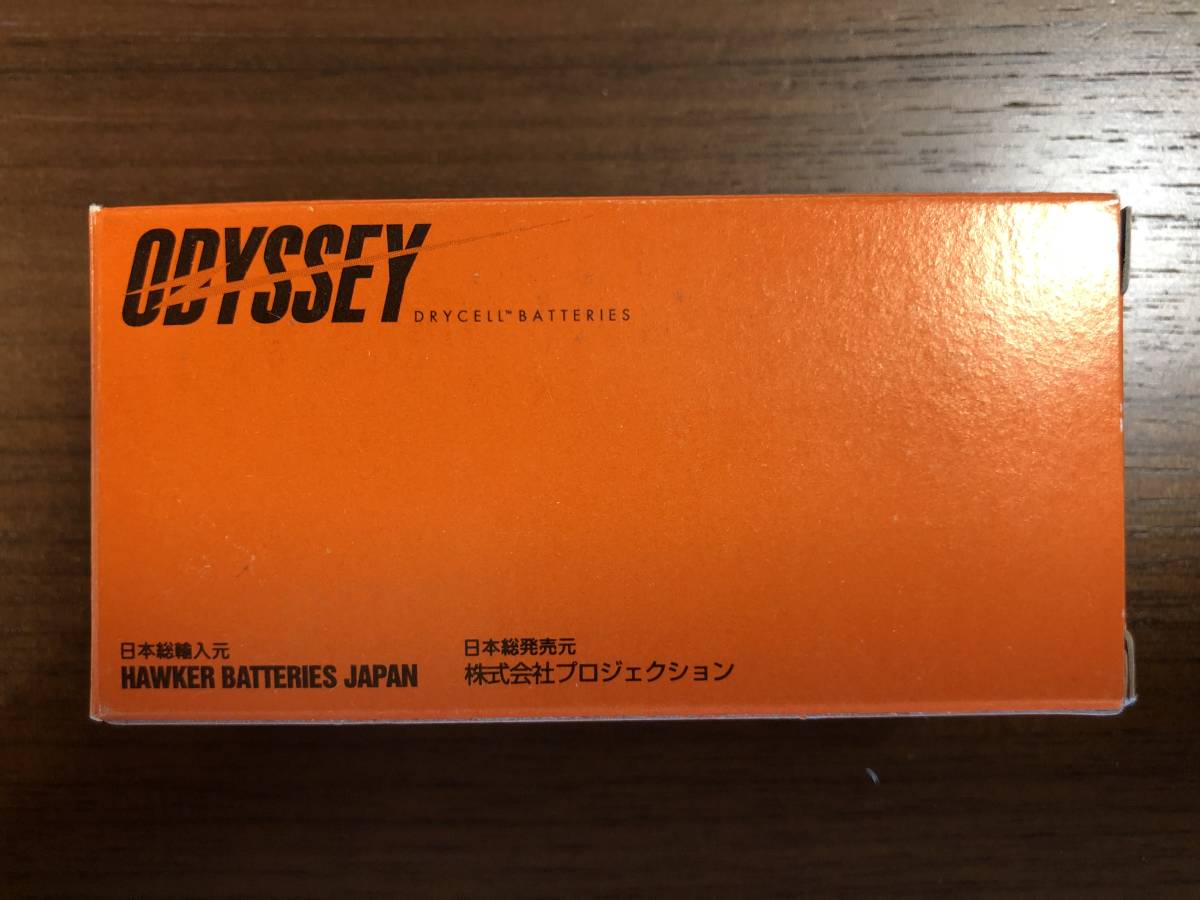 ODYSSEY
DRYCELL™ BATTERIES
日本総輸入元
HAWKER BATTERIES JAPAN
日本総発売元
株式会社プロジェクション